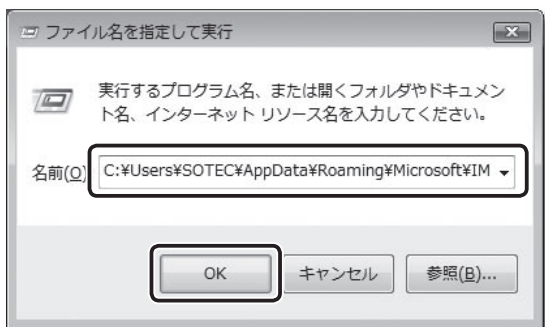 ファイル名を指定して実行
実行するプログラム名、または開くフォルダやドキュメン
ト名、インターネット リソース名を入力してください。
名前(O)
C:¥Users¥SOTEC¥AppData¥Roaming¥Microsoft¥IM
OK
キャンセル
参照(B)...